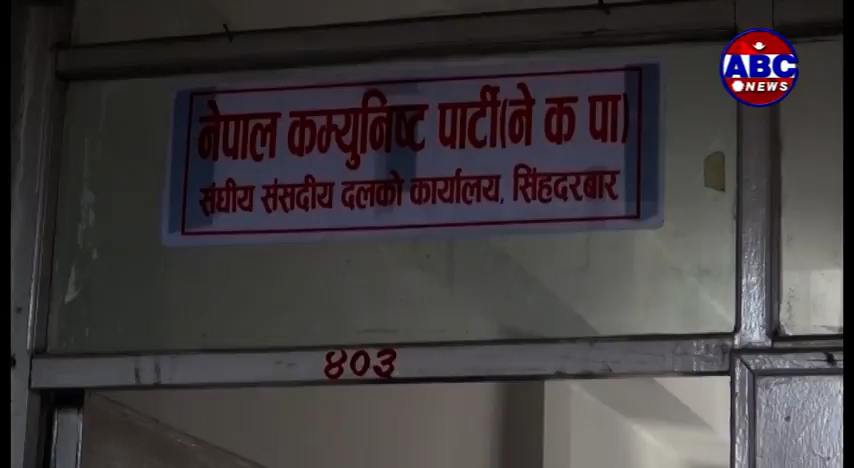 ABC
NEWS
नेपाल कम्युनिष्ट पार्टी(ने क पा)
संघीय संसदीय दलको कार्यालय, सिंहदरबार
४०३